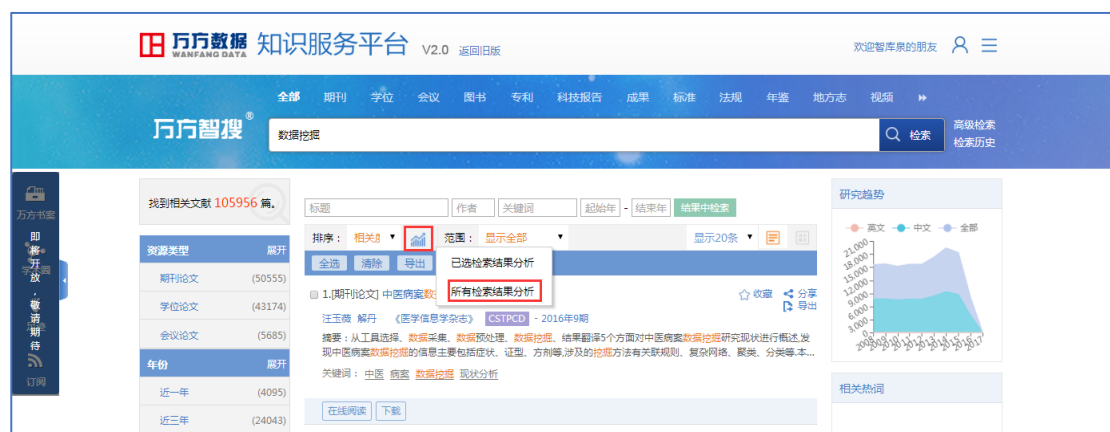 万方数据 知识服务平台 V2.0 返回旧版 欢迎智库泉的朋友
WANFANG DATA
全部 期刊 学位 会议 图书 专利 科技报告 成果 标准 法规 年鉴 地方志 视频
万方智搜® 数据挖掘 检索 高级检索
检索历史
万方书案
即将开放，敬请期待
订阅
找到相关文献 105956 篇。
资源类型 展开
期刊论文 (50555)
学位论文 (43174)
会议论文 (5685)
年份 展开
近一年 (4095)
近三年 (24043)
标题 作者 关键词 起始年 - 结束年 结果中检索
排序： 相关 范围： 显示全部 显示20条
全选 清除 导出
已选检索结果分析
所有检索结果分析
1.[期刊论文] 中医病案数 收藏 分享
导出
汪玉薇 解丹 《医学信息学杂志》 CSTPCD - 2016年9期
摘要：从工具选择、数据采集、数据预处理、数据挖掘、结果翻译5个方面对中医病案数据挖掘研究现状进行概述,发
现中医病案数据挖掘的信息主要包括症状、证型、方剂等,涉及的挖掘方法有关联规则、复杂网络、聚类、分类等.本...
关键词： 中医 病案 数据挖掘 现状分析
在线阅读 下载
研究趋势
英文 中文 全部
21,000
18,000
15,000
12,000
9,000
6,000
3,000
0
2008 2009 2010 2011 2012 2013 2014 2015 2016 2017
相关热词